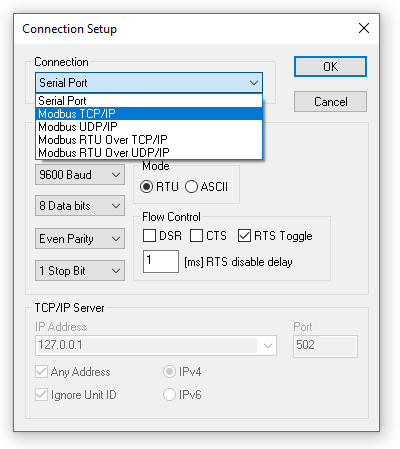 Connection Setup
Connection
Serial Port
OK
Serial Port
Modbus TCP/IP
Modbus UDP/IP
Modbus RTU Over TCP/IP
Modbus RTU Over UDP/IP
Cancel
Mode
9600 Baud
RTU ASCII
8 Data bits
Flow Control
Even Parity
DSR CTS RTS Toggle
1 Stop Bit
1 [ms] RTS disable delay
TCP/IP Server
IP Address Port
127.0.0.1 502
Any Address IPv4
Ignore Unit ID IPv6